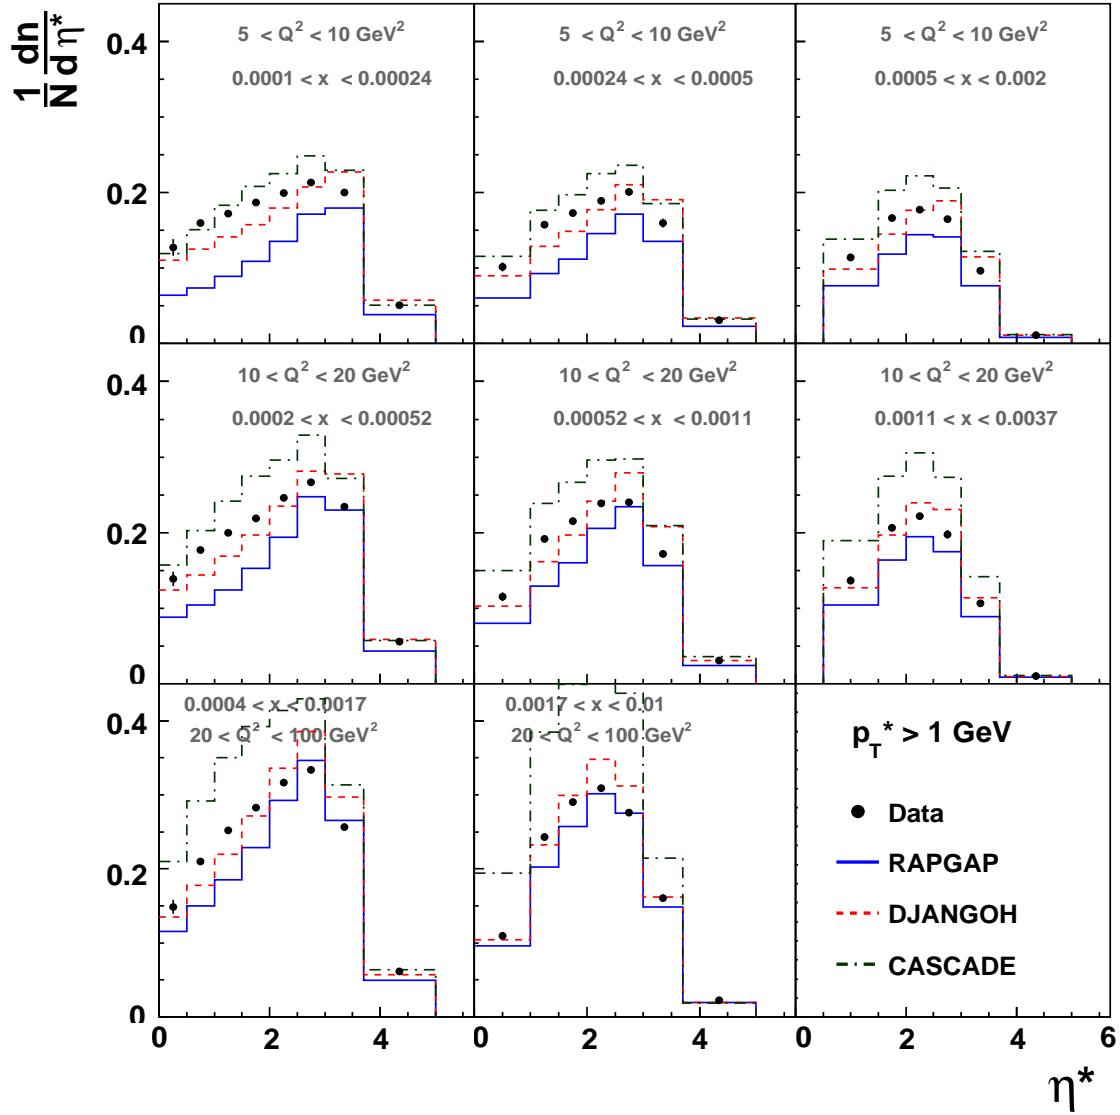 1 dn
N d η*
0.4
0.2
0
5 < Q² < 10 GeV²
0.0001 < x < 0.00024
5 < Q² < 10 GeV²
0.00024 < x < 0.0005
5 < Q² < 10 GeV²
0.0005 < x < 0.002
0.4
0.2
0
10 < Q² < 20 GeV²
0.0002 < x < 0.00052
10 < Q² < 20 GeV²
0.00052 < x < 0.0011
10 < Q² < 20 GeV²
0.0011 < x < 0.0037
0.4
0.2
0
0.0004 < x < 0.0017
20 < Q² < 100 GeV²
0.0017 < x < 0.01
20 < Q² < 100 GeV²
p_T* > 1 GeV
Data
RAPGAP
DJANGOH
CASCADE
0 2 4 0 2 4 0 2 4 6
η*